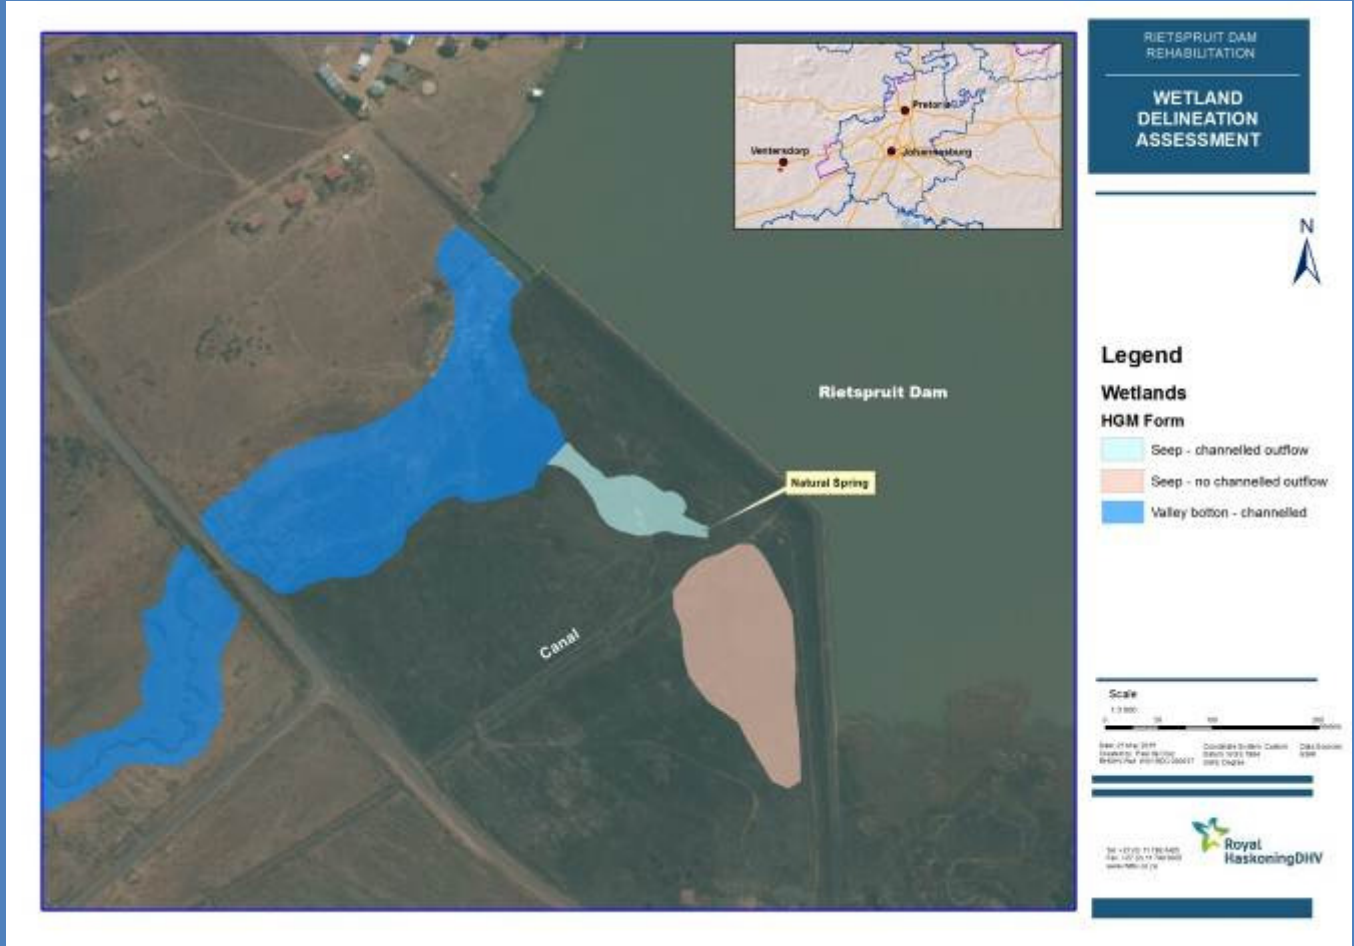 RIETSPRUIT DAM
REHABILITATION
WETLAND
DELINEATION
ASSESSMENT
Pretoria
Ventersdorp
Johannesburg
N
Rietspruit Dam
Natural Spring
Canal
Legend
Wetlands
HGM Form
Seep - channelled outflow
Seep - no channelled outflow
Valley botton - channelled
Scale
Royal
HaskoningDHV